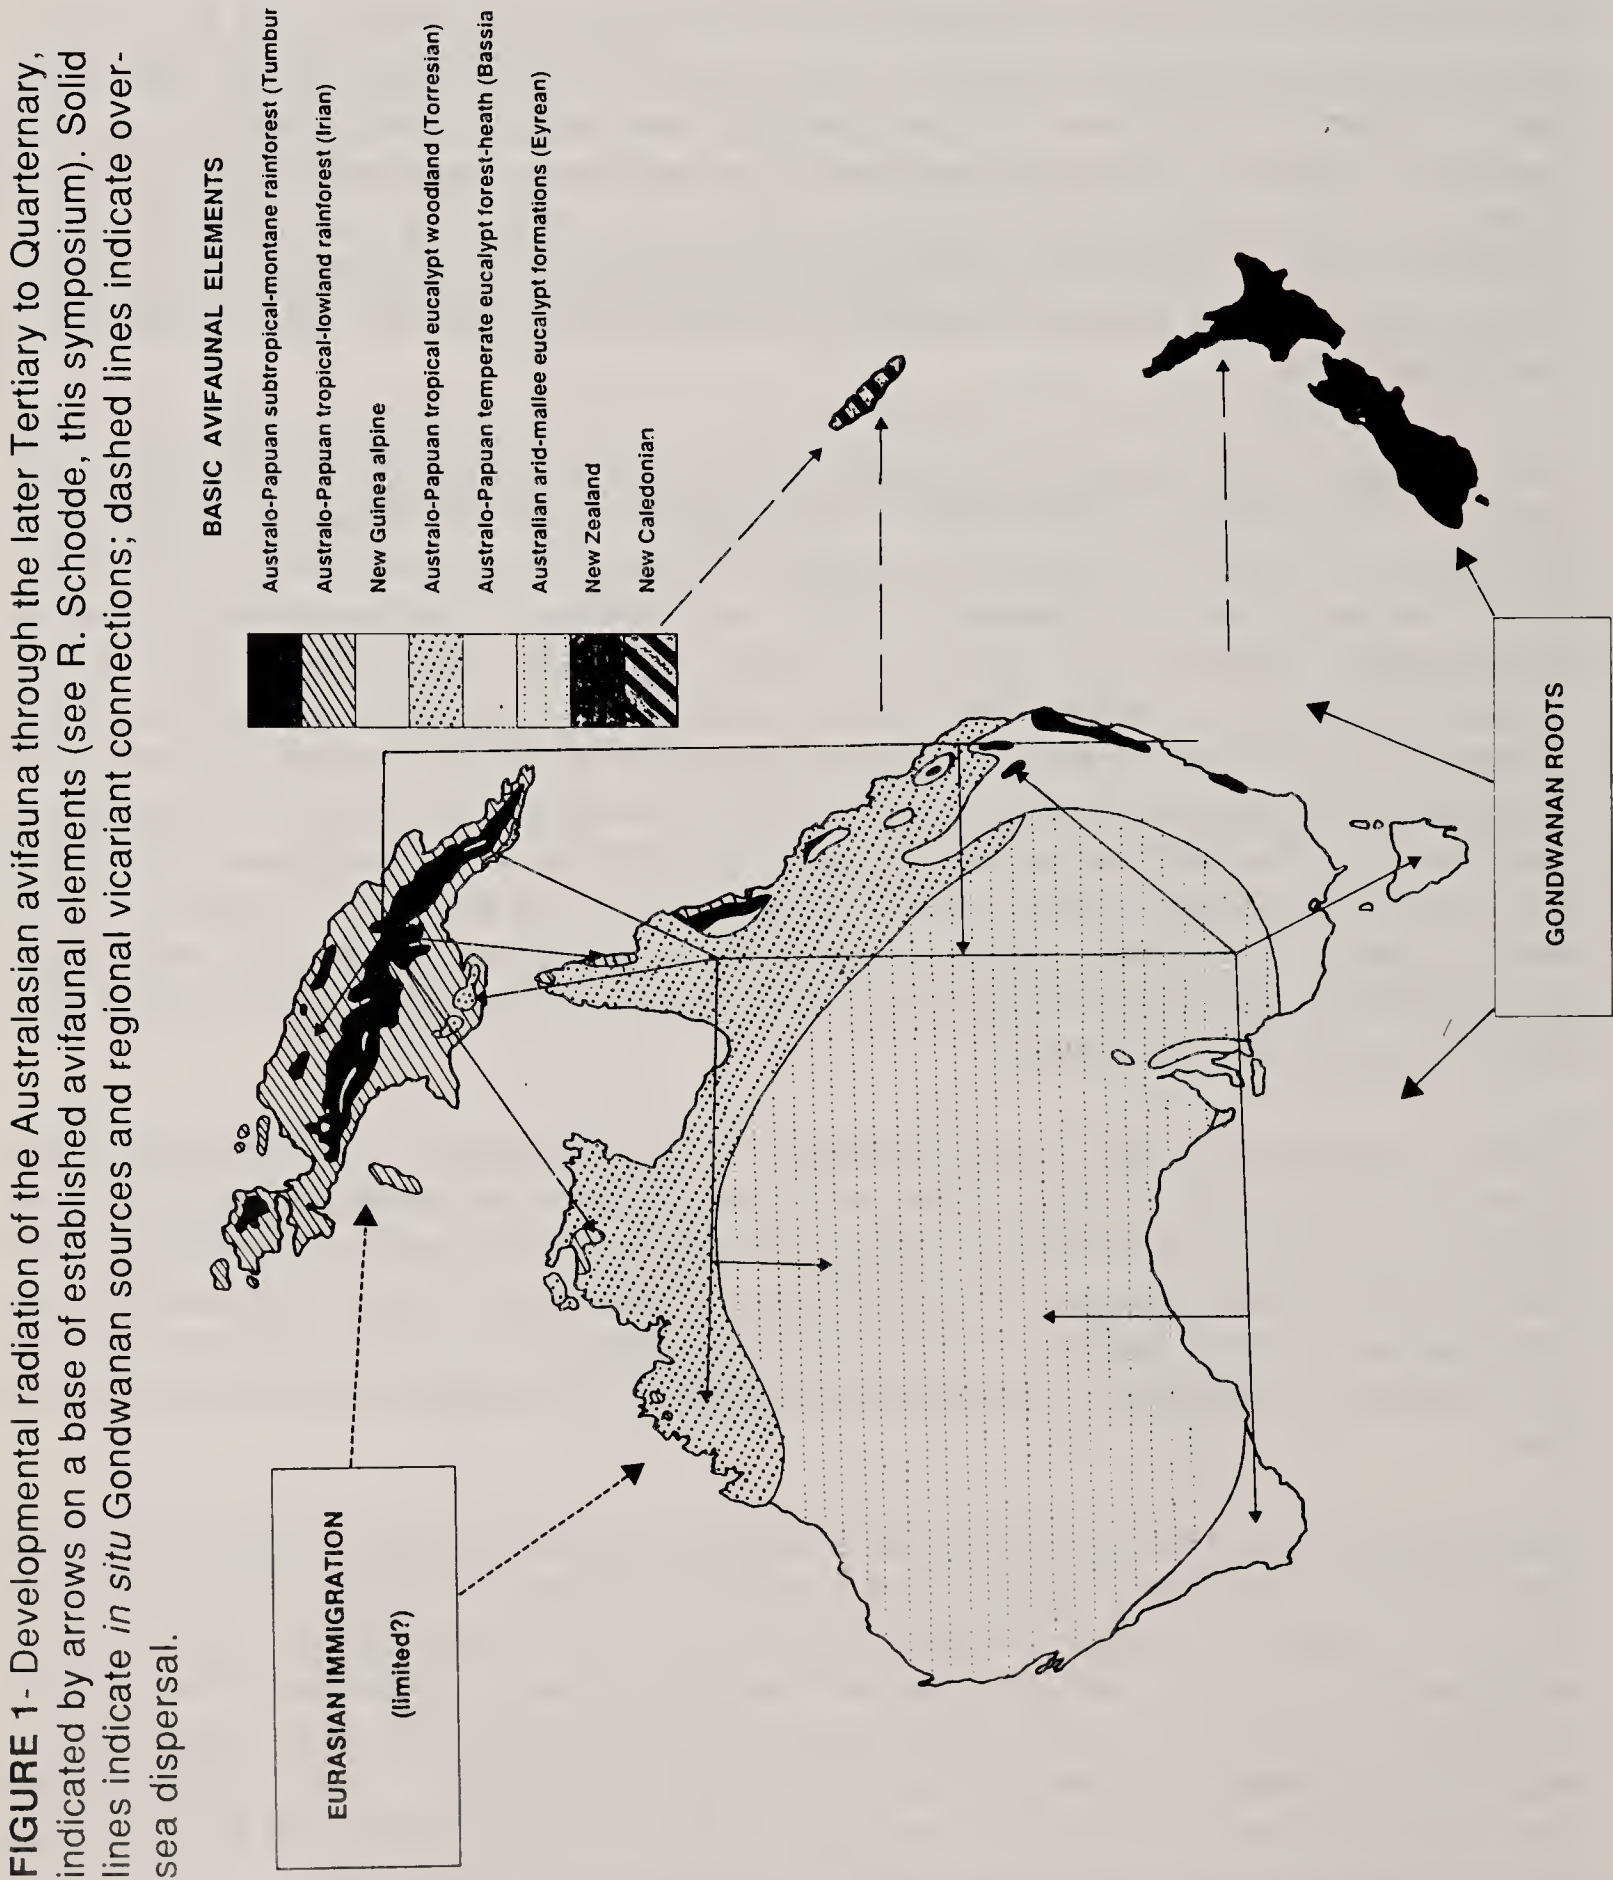 FIGURE 1 - Developmental radiation of the Australasian avifauna through the later Tertiary to Quarternary,
indicated by arrows on a base of established avifaunal elements (see R. Schodde, this symposium). Solid
lines indicate in situ Gondwanan sources and regional vicariant connections; dashed lines indicate over-
sea dispersal.
BASIC AVIFAUNAL ELEMENTS
Australo-Papuan subtropical-montane rainforest (Tumbur
Australo-Papuan tropical-lowland rainforest (Irian)
New Guinea alpine
Australo-Papuan tropical eucalypt woodland (Torresian)
Australo-Papuan temperate eucalypt forest-heath (Bassia
Australian arid-mallee eucalypt formations (Eyrean)
New Zealand
New Caledonian
EURASIAN IMMIGRATION
(limited?)
GONDWANAN ROOTS